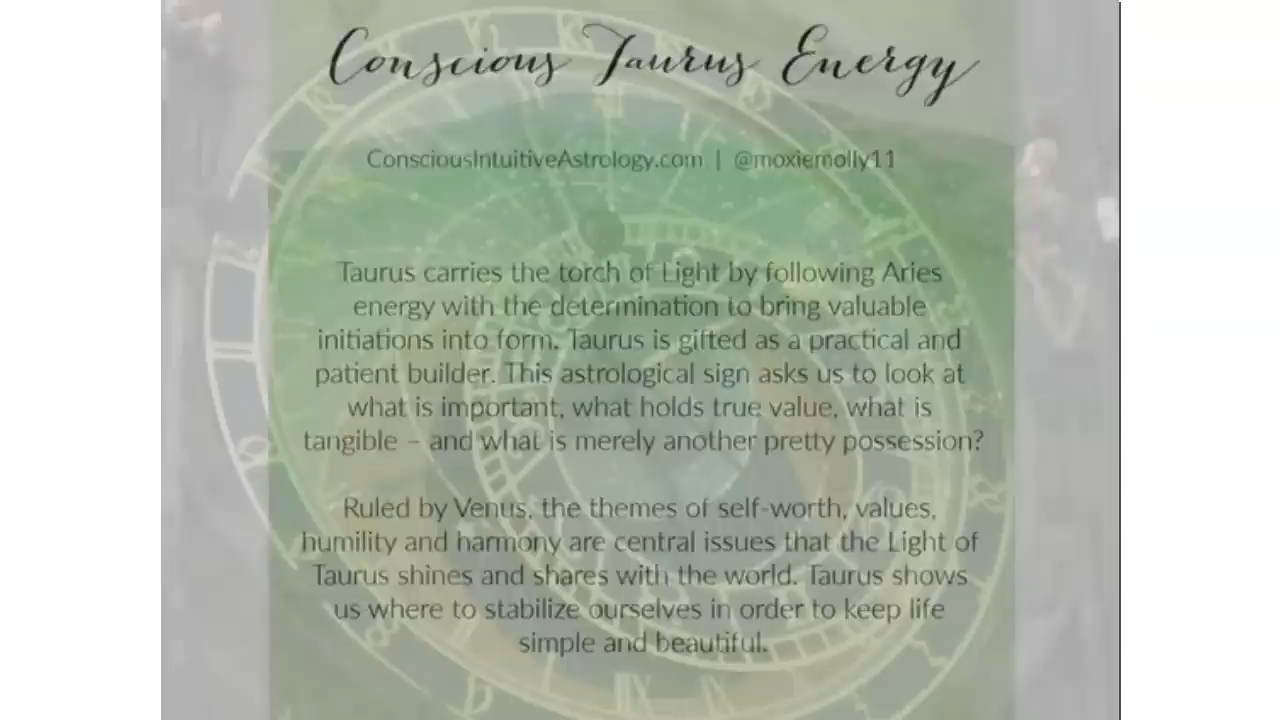 Conscious Taurus Energy
ConsciousIntuitiveAstrology.com | @moxiemolly11
Taurus carries the torch of Light by following Aries
energy with the determination to bring valuable
initiations into form. Taurus is gifted as a practical and
patient builder. This astrological sign asks us to look at
what is important, what holds true value, what is
tangible – and what is merely another pretty possession?
Ruled by Venus, the themes of self-worth, values,
humility and harmony are central issues that the Light of
Taurus shines and shares with the world. Taurus shows
us where to stabilize ourselves in order to keep life
simple and beautiful.